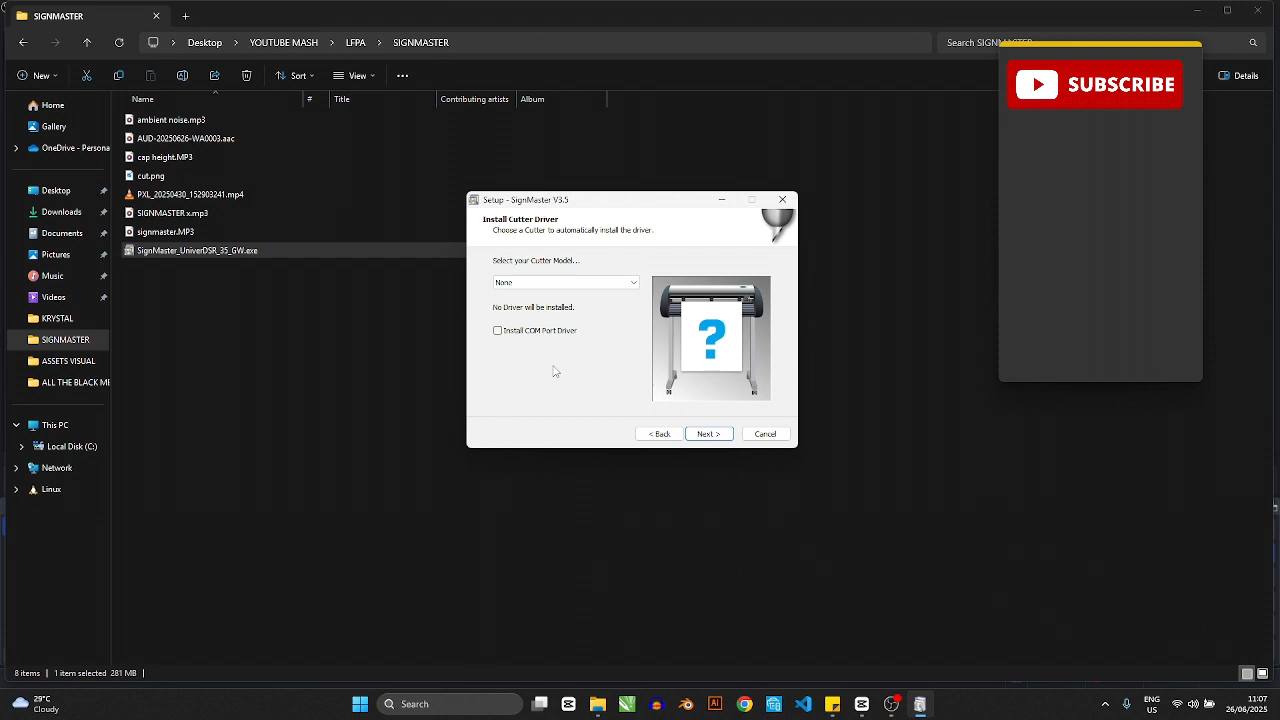 SIGNMASTER
Desktop > YOUTUBE MASH > LFPA > SIGNMASTER
Search SIGNMASTER
New
Sort
View
Details
Name # Title Contributing artists Album
Home
Gallery
OneDrive - Persona
Desktop
Downloads
Documents
Pictures
Music
Videos
KRYSTAL
SIGNMASTER
ASSETS VISUAL
ALL THE BLACK ME
This PC
Local Disk (C:)
Network
Linux
ambient noise.mp3
AUD-20250626-WA0003.aac
cap height.MP3
cut.png
PXL_20250430_152903241.mp4
SIGNMASTER x.mp3
signmaster.MP3
SignMaster_UniverDSR_35_GW.exe
Setup - SignMaster V3.5
Install Cutter Driver
Choose a Cutter to automatically install the driver.
Select your Cutter Model...
None
No Driver will be installed.
Install COM Port Driver
?
< Back
Next >
Cancel
SUBSCRIBE
8 items
1 item selected 281 MB
29°C
Cloudy
Search
Ai
ENG
US
11:07
26/06/2025